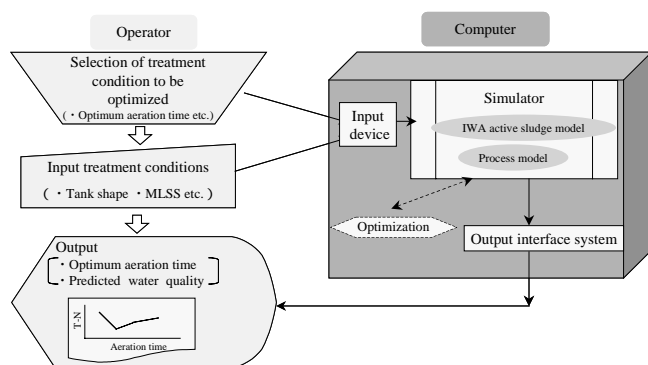 Operator
Selection of treatment
condition to be
optimized
(・Optimum aeration time etc.)
Input treatment conditions
(・Tank shape ・MLSS etc.)
Output
・Optimum aeration time
・Predicted water quality
T-N
Aeration time
Computer
Input
device
Simulator
IWA active sludge model
Process model
Optimization
Output interface system